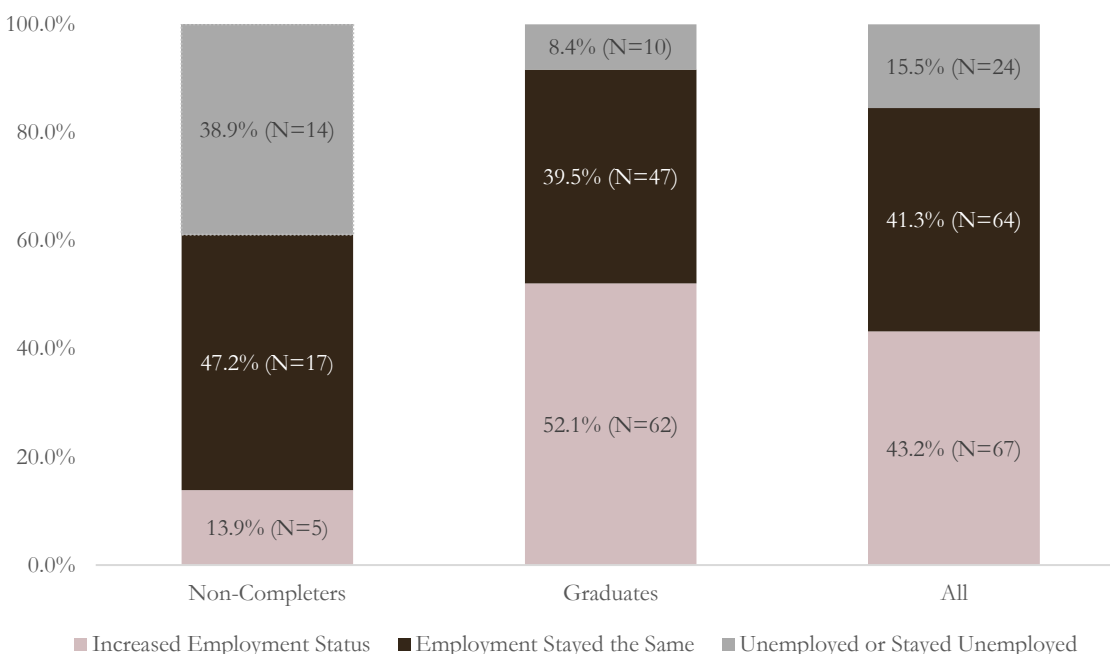 100.0%
80.0%
60.0%
40.0%
20.0%
0.0%
38.9% (N=14)
47.2% (N=17)
13.9% (N=5)
8.4% (N=10)
39.5% (N=47)
52.1% (N=62)
15.5% (N=24)
41.3% (N=64)
43.2% (N=67)
Non-Completers Graduates All
Increased Employment Status Employment Stayed the Same Unemployed or Stayed Unemployed